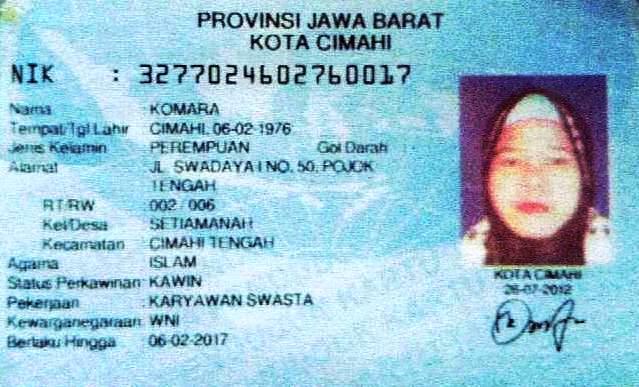 PROVINSI JAWA BARAT
KOTA CIMAHI
NIK : 3277024602760017
Nama : KOMARA
Tempat/Tgl Lahir : CIMAHI, 06-02-1976
Jenis Kelamin : PEREMPUAN Gol Darah
Alamat : JL. SWADAYA I NO. 50, POJOK
TENGAH
RT/RW : 002 / 006
Kel/Desa : SETIAMANAH
Kecamatan : CIMAHI TENGAH
Agama : ISLAM
Status Perkawinan: KAWIN
Pekerjaan : KARYAWAN SWASTA
Kewarganegaraan: WNI
Berlaku Hingga : 06-02-2017
KOTA CIMAHI
26-07-2012